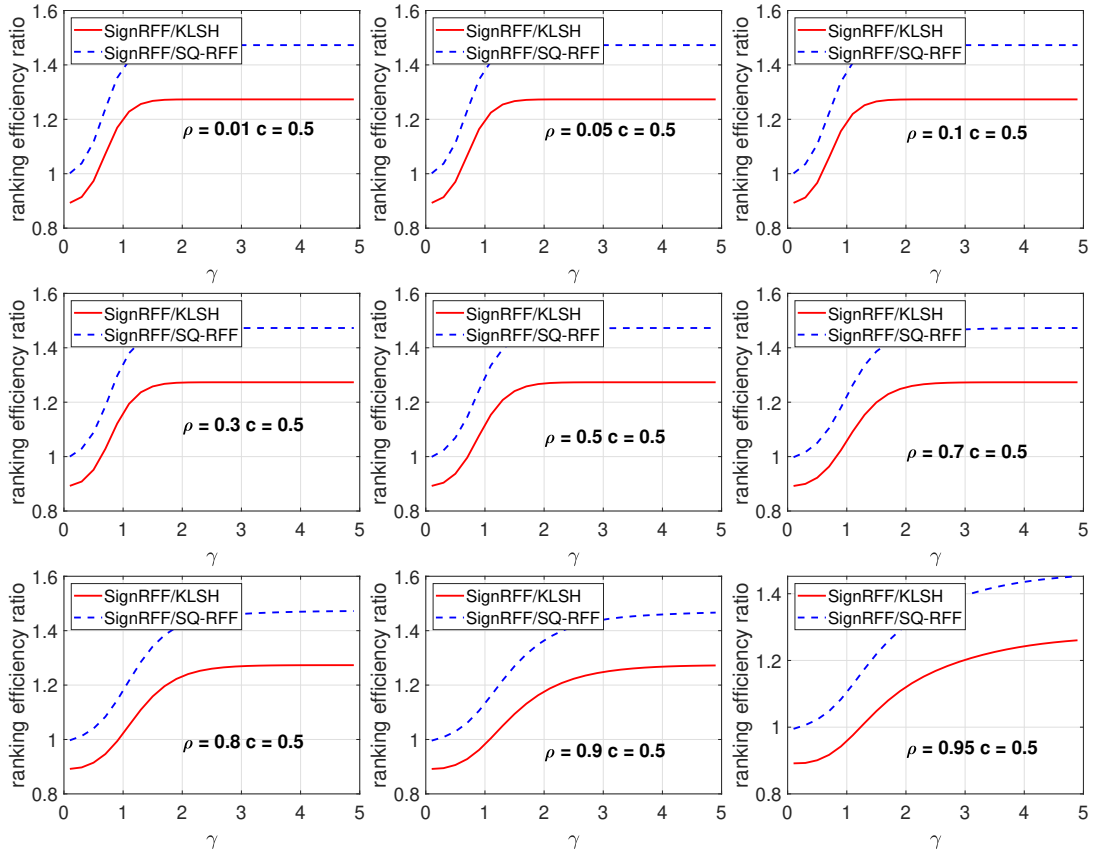 1.6
1.4
1.2
1
0.8
ranking efficiency ratio
SignRFF/KLSH
SignRFF/SQ-RFF
ρ = 0.01 c = 0.5
0 1 2 3 4 5
γ
1.6
1.4
1.2
1
0.8
ranking efficiency ratio
SignRFF/KLSH
SignRFF/SQ-RFF
ρ = 0.05 c = 0.5
0 1 2 3 4 5
γ
1.6
1.4
1.2
1
0.8
ranking efficiency ratio
SignRFF/KLSH
SignRFF/SQ-RFF
ρ = 0.1 c = 0.5
0 1 2 3 4 5
γ
1.6
1.4
1.2
1
0.8
ranking efficiency ratio
SignRFF/KLSH
SignRFF/SQ-RFF
ρ = 0.3 c = 0.5
0 1 2 3 4 5
γ
1.6
1.4
1.2
1
0.8
ranking efficiency ratio
SignRFF/KLSH
SignRFF/SQ-RFF
ρ = 0.5 c = 0.5
0 1 2 3 4 5
γ
1.6
1.4
1.2
1
0.8
ranking efficiency ratio
SignRFF/KLSH
SignRFF/SQ-RFF
ρ = 0.7 c = 0.5
0 1 2 3 4 5
γ
1.6
1.4
1.2
1
0.8
ranking efficiency ratio
SignRFF/KLSH
SignRFF/SQ-RFF
ρ = 0.8 c = 0.5
0 1 2 3 4 5
γ
1.6
1.4
1.2
1
0.8
ranking efficiency ratio
SignRFF/KLSH
SignRFF/SQ-RFF
ρ = 0.9 c = 0.5
0 1 2 3 4 5
γ
1.4
1.2
1
0.8
ranking efficiency ratio
SignRFF/KLSH
SignRFF/SQ-RFF
ρ = 0.95 c = 0.5
0 1 2 3 4 5
γ